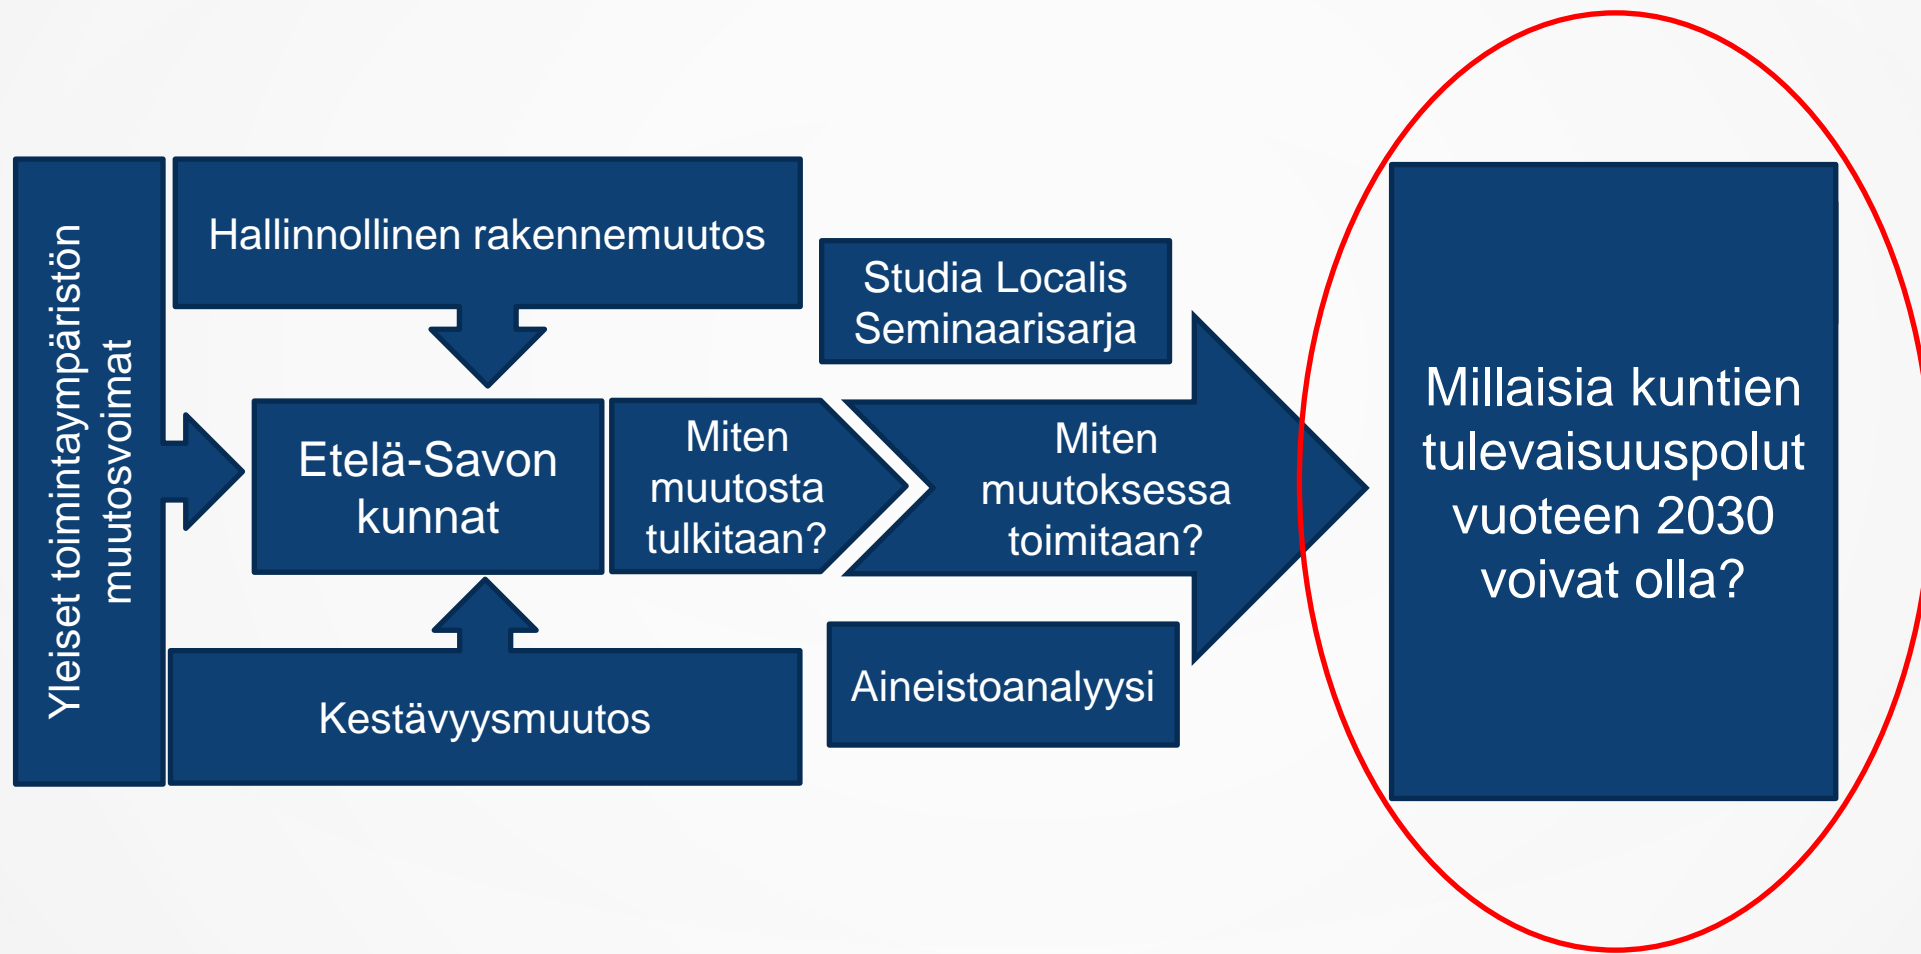 Yleiset toimintaympäristön
muutosvoimat
Hallinnollinen rakennemuutos
Etelä-Savon
kunnat
Kestävyysmuutos
Miten
muutosta
tulkitaan?
Studia Localis
Seminaarisarja
Miten
muutoksessa
toimitaan?
Aineistoanalyysi
Millaisia kuntien
tulevaisuuspolut
vuoteen 2030
voivat olla?